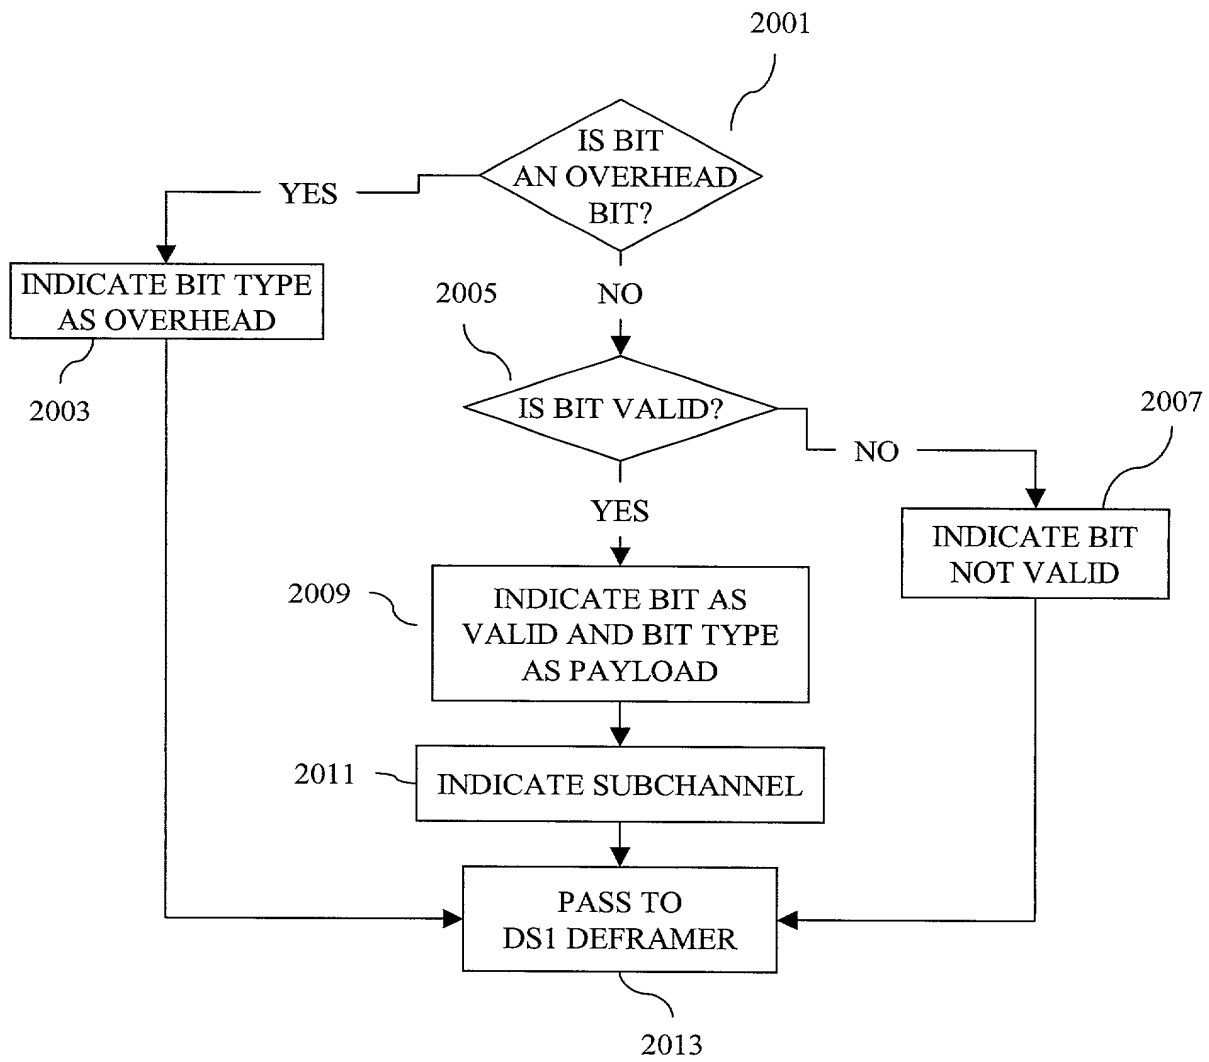 2001
IS BIT
AN OVERHEAD
BIT?
YES
INDICATE BIT TYPE
AS OVERHEAD
2003
NO
2005
IS BIT VALID?
2007
NO
YES
INDICATE BIT
NOT VALID
2009
INDICATE BIT AS
VALID AND BIT TYPE
AS PAYLOAD
2011
INDICATE SUBCHANNEL
PASS TO
DS1 DEFRAMER
2013